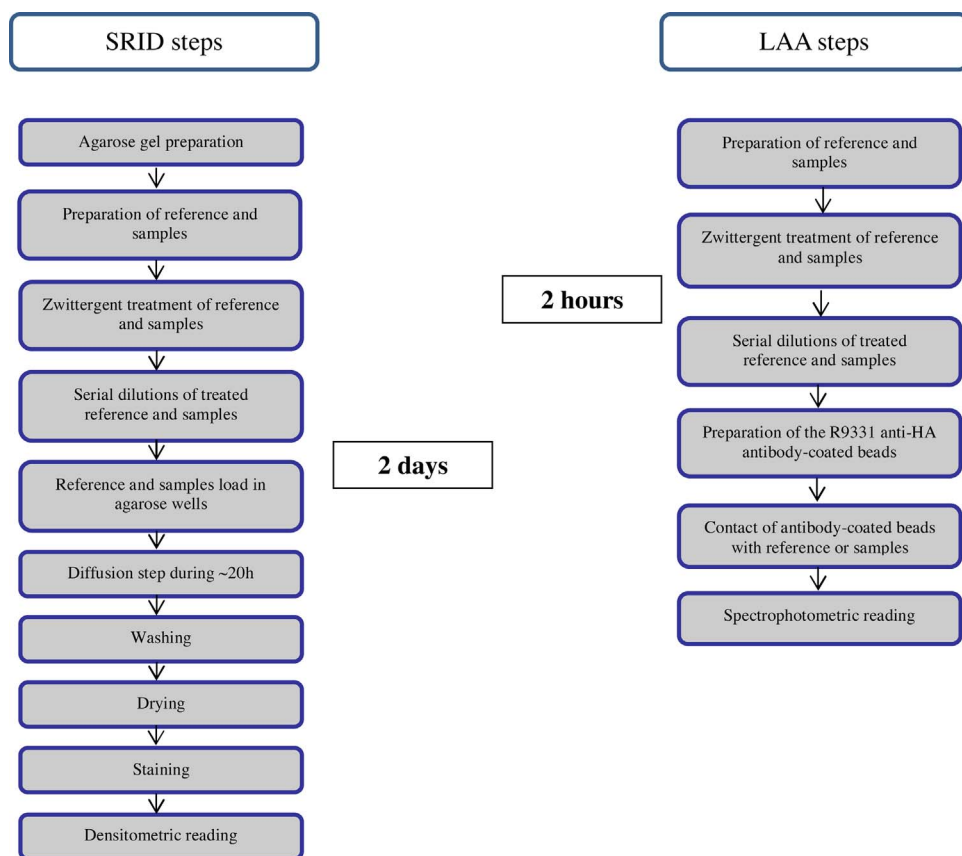 SRID steps
Agarose gel preparation
Preparation of reference and
samples
Zwittergent treatment of reference
and samples
Serial dilutions of treated
reference and samples
Reference and samples load in
agarose wells
Diffusion step during ~20h
Washing
Drying
Staining
Densitometric reading
2 days
LAA steps
Preparation of reference and
samples
Zwittergent treatment of reference
and samples
Serial dilutions of treated
reference and samples
Preparation of the R9331 anti-HA
antibody-coated beads
Contact of antibody-coated beads
with reference or samples
Spectrophotometric reading
2 hours